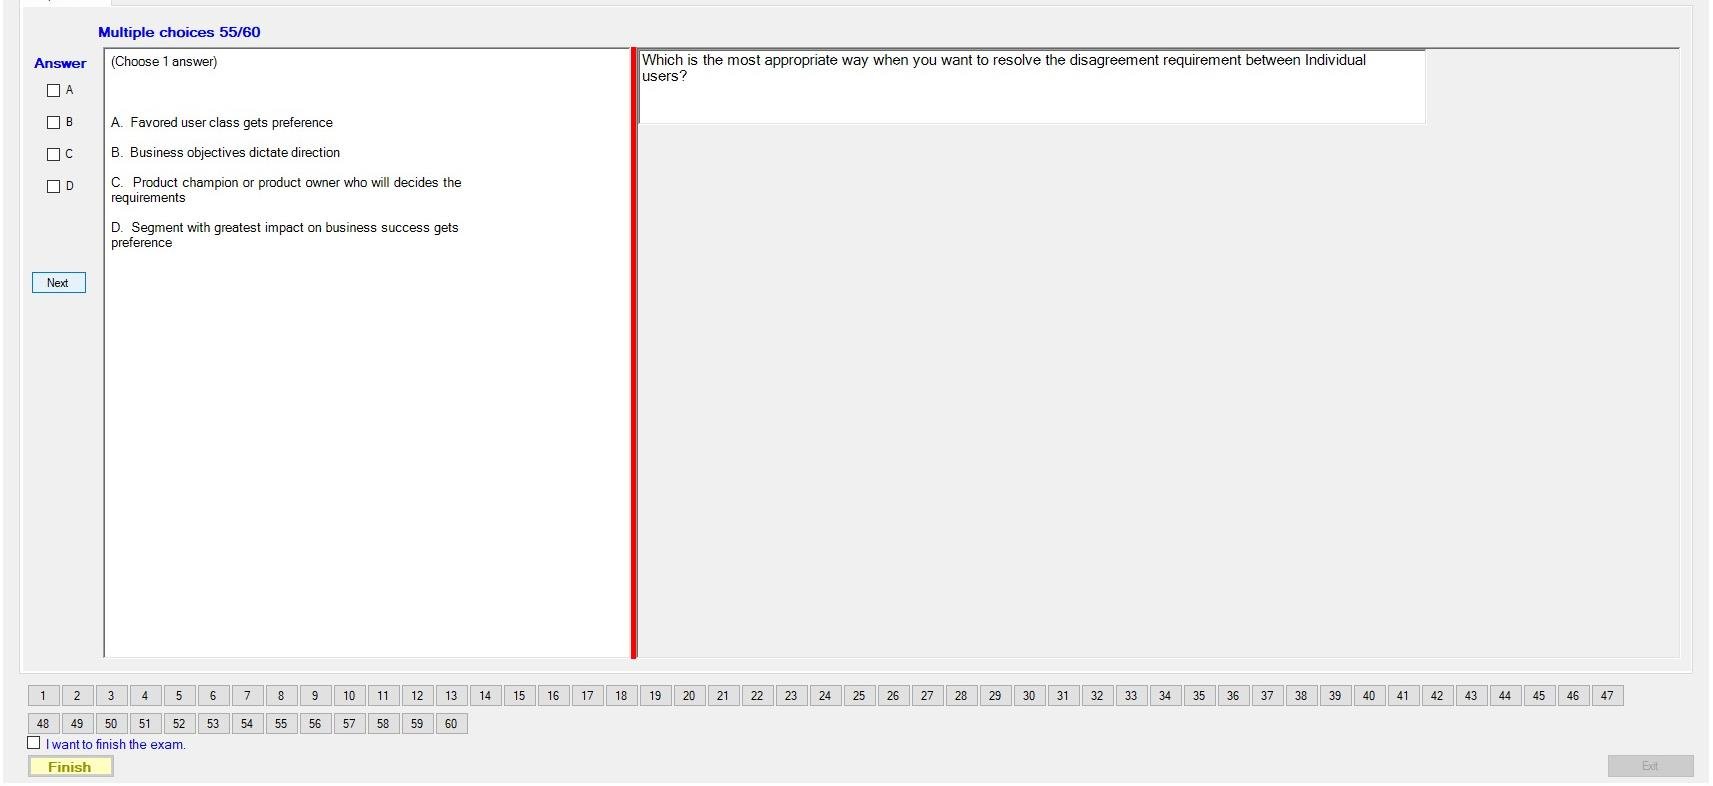 Multiple choices 55/60
Answer
A
B
C
D
Next
(Choose 1 answer)
A. Favored user class gets preference
B. Business objectives dictate direction
C. Product champion or product owner who will decides the
requirements
D. Segment with greatest impact on business success gets
preference
Which is the most appropriate way when you want to resolve the disagreement requirement between Individual
users?
1 2 3 4 5 6 7 8 9 10 11 12 13 14 15 16 17 18 19 20 21 22 23 24 25 26 27 28 29 30 31 32 33 34 35 36 37 38 39 40 41 42 43 44 45 46 47
48 49 50 51 52 53 54 55 56 57 58 59 60
I want to finish the exam.
Finish
Exit